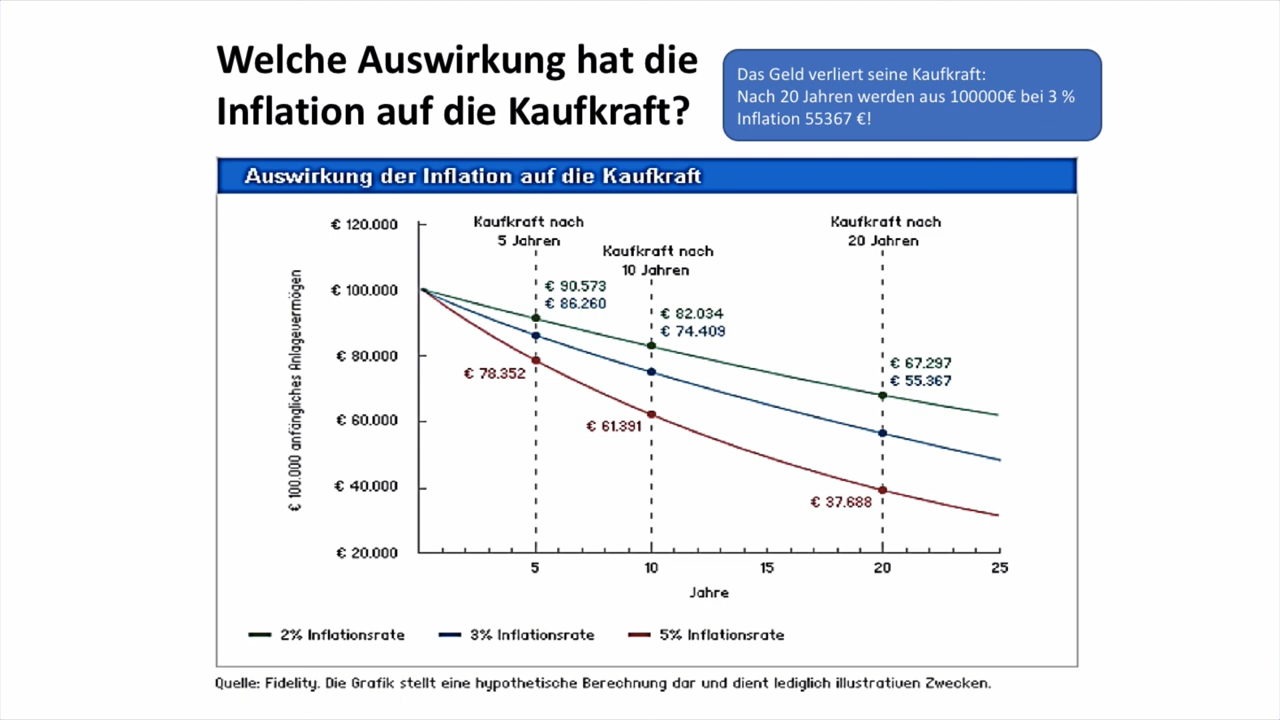 Welche Auswirkung hat die
Inflation auf die Kaufkraft?
Das Geld verliert seine Kaufkraft:
Nach 20 Jahren werden aus 100000€ bei 3 %
Inflation 55367 €!
Auswirkung der Inflation auf die Kaufkraft
€ 120.000
€ 100.000
€ 80.000
€ 60.000
€ 40.000
€ 20.000
€ 100.000 anfängliches Anlagevermögen
Kaufkraft nach
5 Jahren
Kaufkraft nach
10 Jahren
Kaufkraft nach
20 Jahren
€ 90.573
€ 86.260
€ 78.352
€ 82.034
€ 74.409
€ 61.391
€ 67.297
€ 55.367
€ 37.688
5
10
15
20
25
Jahre
2% Inflationsrate
3% Inflationsrate
5% Inflationsrate
Quelle: Fidelity. Die Grafik stellt eine hypothetische Berechnung dar und dient lediglich illustrativen Zwecken.